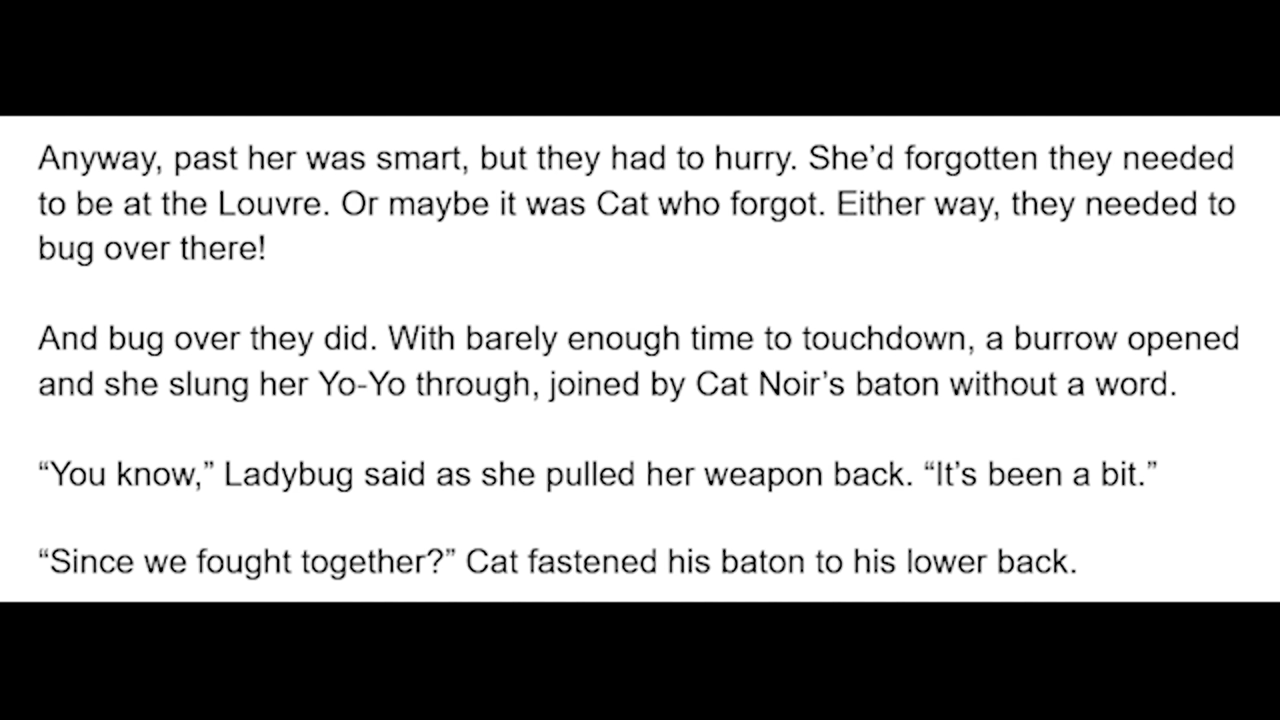 Anyway, past her was smart, but they had to hurry. She’d forgotten they needed
to be at the Louvre. Or maybe it was Cat who forgot. Either way, they needed to
bug over there!
And bug over they did. With barely enough time to touchdown, a burrow opened
and she slung her Yo-Yo through, joined by Cat Noir’s baton without a word.
“You know,” Ladybug said as she pulled her weapon back. “It’s been a bit.”
“Since we fought together?” Cat fastened his baton to his lower back.